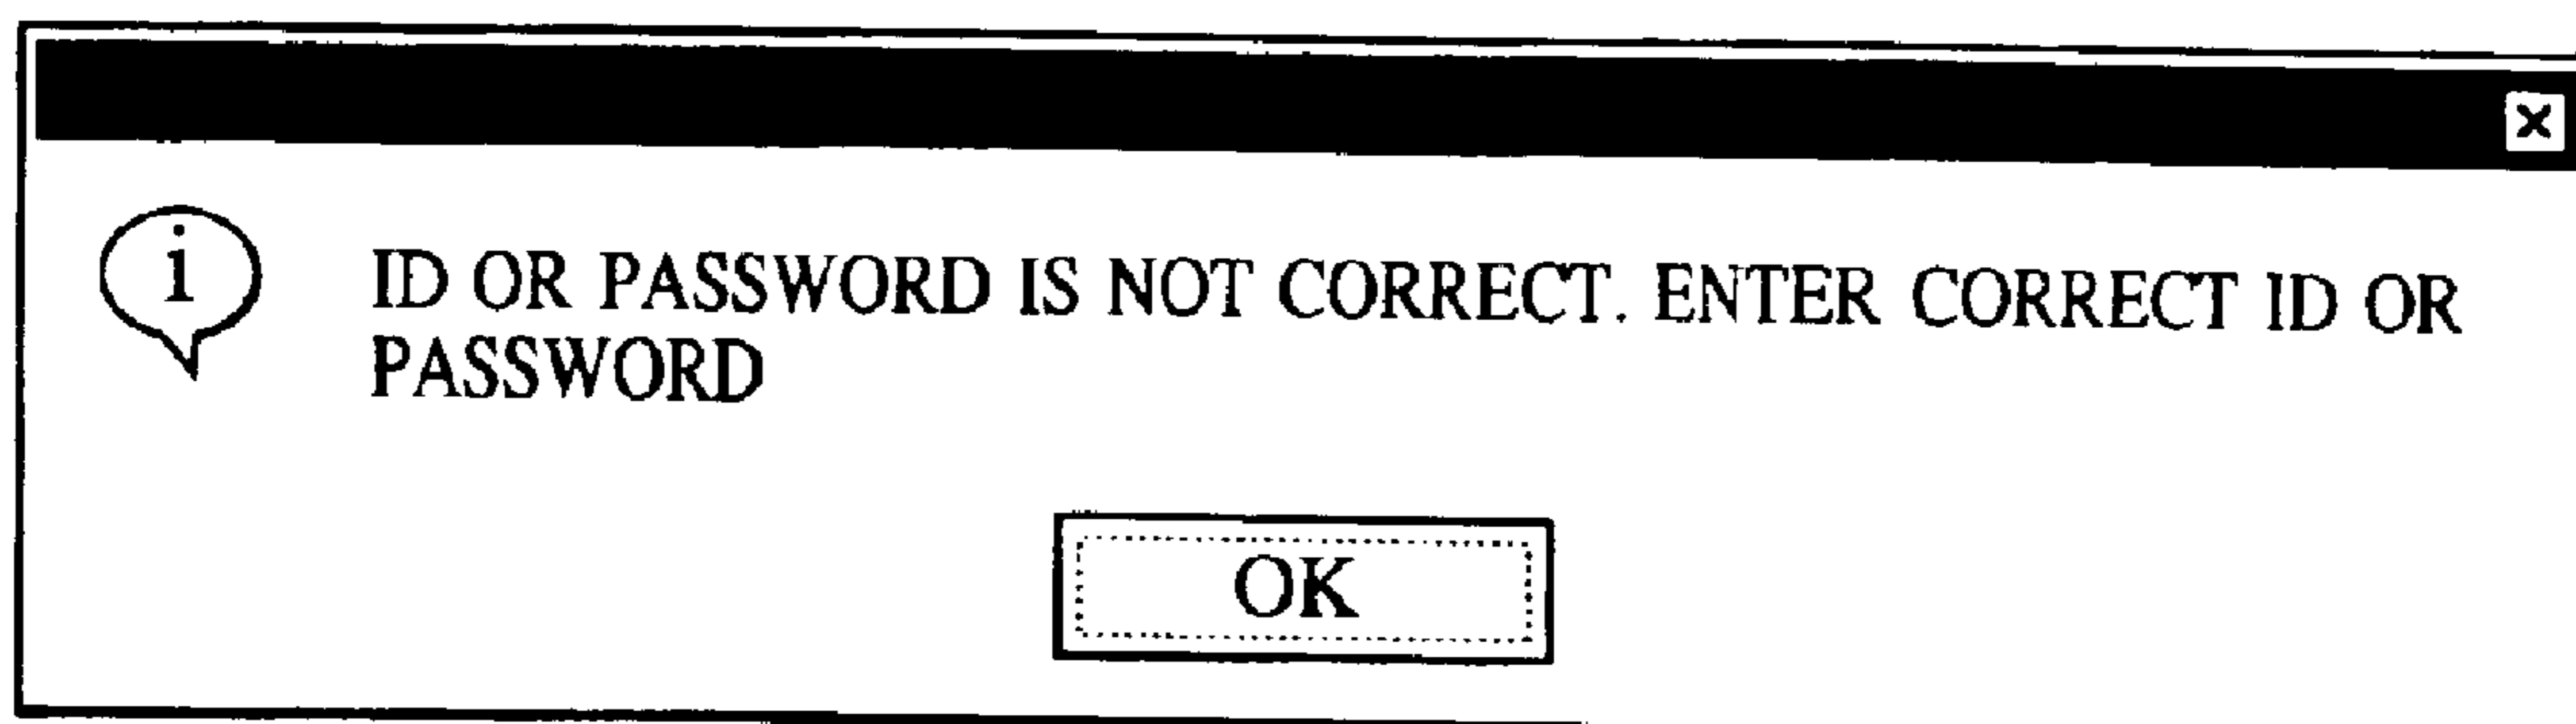 i
ID OR PASSWORD IS NOT CORRECT. ENTER CORRECT ID OR
PASSWORD
OK